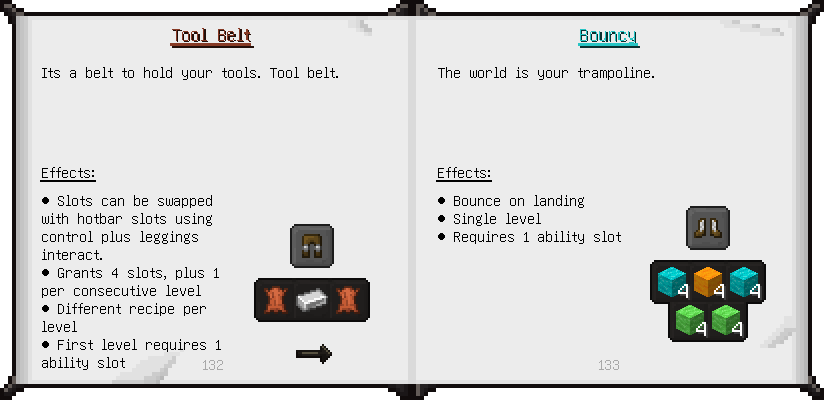 Tool Belt
Its a belt to hold your tools. Tool belt.
Effects:
• Slots can be swapped
with hotbar slots using
control plus leggings
interact.
• Grants 4 slots, plus 1
per consecutive level
• Different recipe per
level
• First level requires 1
ability slot
132
Bouncy
The world is your trampoline.
Effects:
• Bounce on landing
• Single level
• Requires 1 ability slot
4 4 4
4 4
133